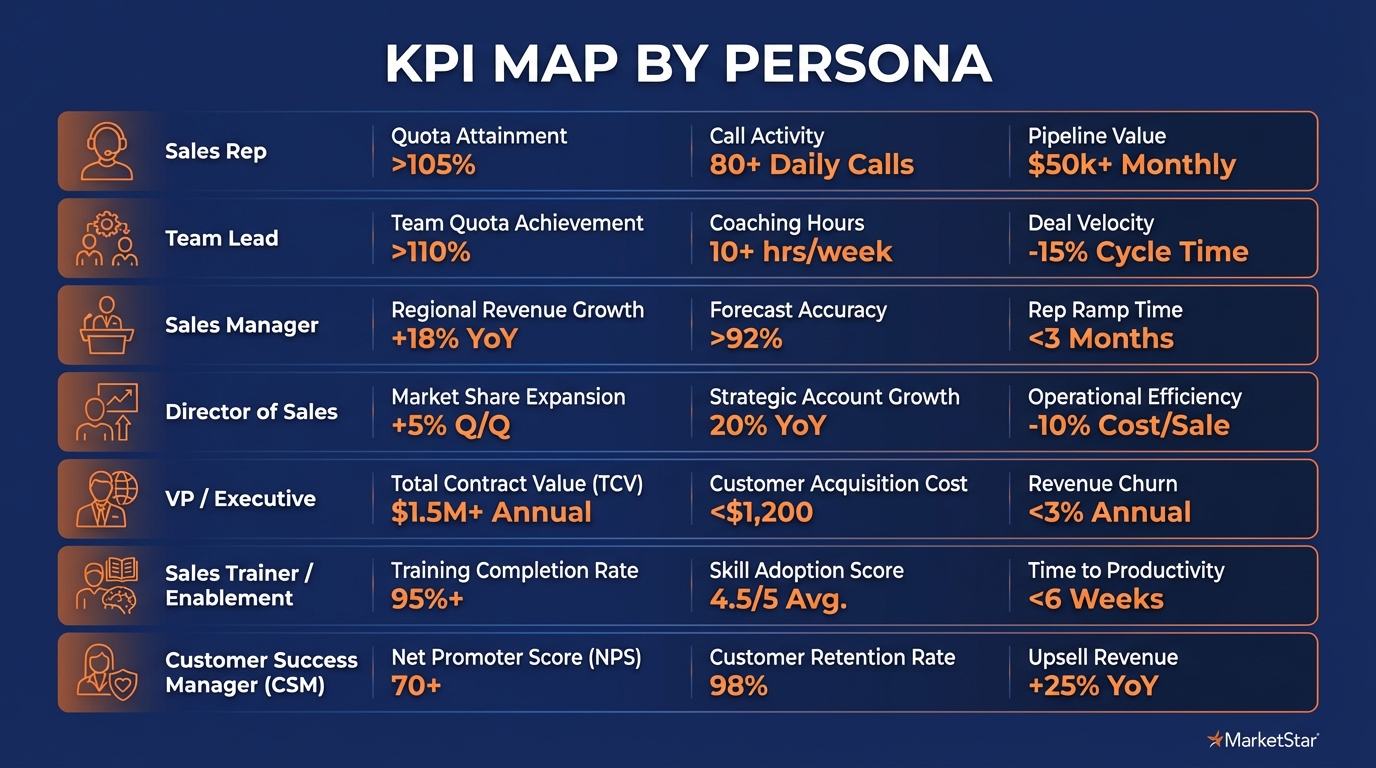 KPI MAP BY PERSONA
Sales Rep
Quota Attainment
>105%
Call Activity
80+ Daily Calls
Pipeline Value
$50k+ Monthly
Team Lead
Team Quota Achievement
>110%
Coaching Hours
10+ hrs/week
Deal Velocity
-15% Cycle Time
Sales Manager
Regional Revenue Growth
+18% YoY
Forecast Accuracy
>92%
Rep Ramp Time
<3 Months
Director of Sales
Market Share Expansion
+5% Q/Q
Strategic Account Growth
20% YoY
Operational Efficiency
-10% Cost/Sale
VP / Executive
Total Contract Value (TCV)
$1.5M+ Annual
Customer Acquisition Cost
<$1,200
Revenue Churn
<3% Annual
Sales Trainer /
Enablement
Training Completion Rate
95%+
Skill Adoption Score
4.5/5 Avg.
Time to Productivity
<6 Weeks
Customer Success
Manager (CSM)
Net Promoter Score (NPS)
70+
Customer Retention Rate
98%
Upsell Revenue
+25% YoY
MarketStar